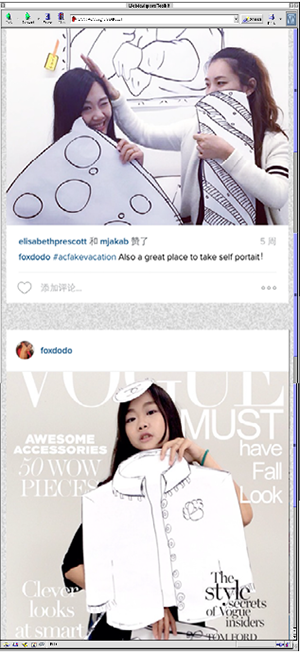 elisabethprescott 和 mjakab 赞了
5 周
foxdodo #acfakevacation Also a great place to take self portait!
添加评论...
foxdodo
VOGUE
MUST
have
Fall
Look
AWESOME
ACCESSORIES
50 WOW
PIECES
Clever
looks
at smart
The
style
secrets
of Vogue
insiders
TOM FORD